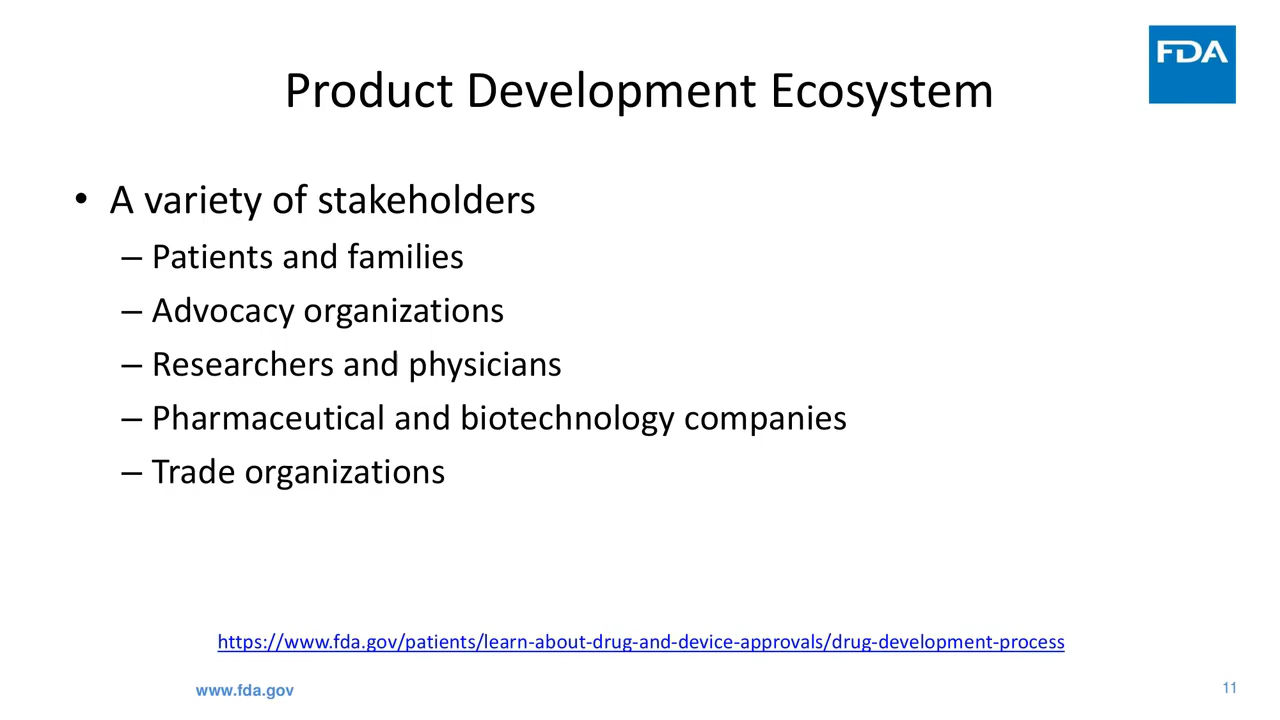 FDA
Product Development Ecosystem
• A variety of stakeholders
– Patients and families
– Advocacy organizations
– Researchers and physicians
– Pharmaceutical and biotechnology companies
– Trade organizations
https://www.fda.gov/patients/learn-about-drug-and-device-approvals/drug-development-process
www.fda.gov
11